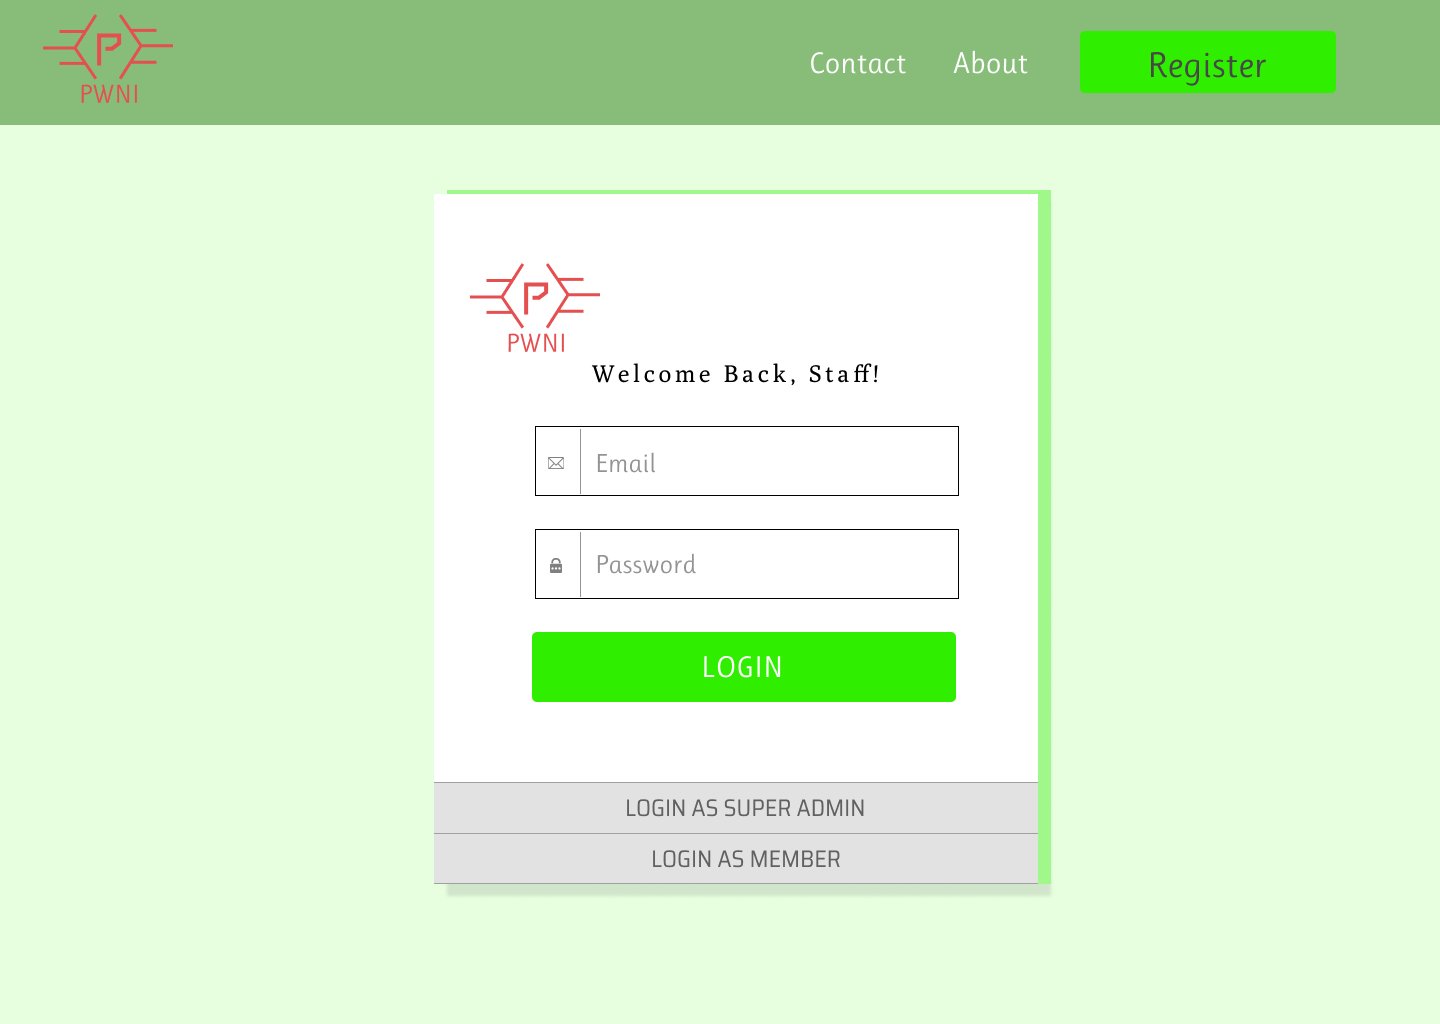 PWNI
Contact About Register
PWNI
Welcome Back, Staff!
Email
Password
LOGIN
LOGIN AS SUPER ADMIN
LOGIN AS MEMBER